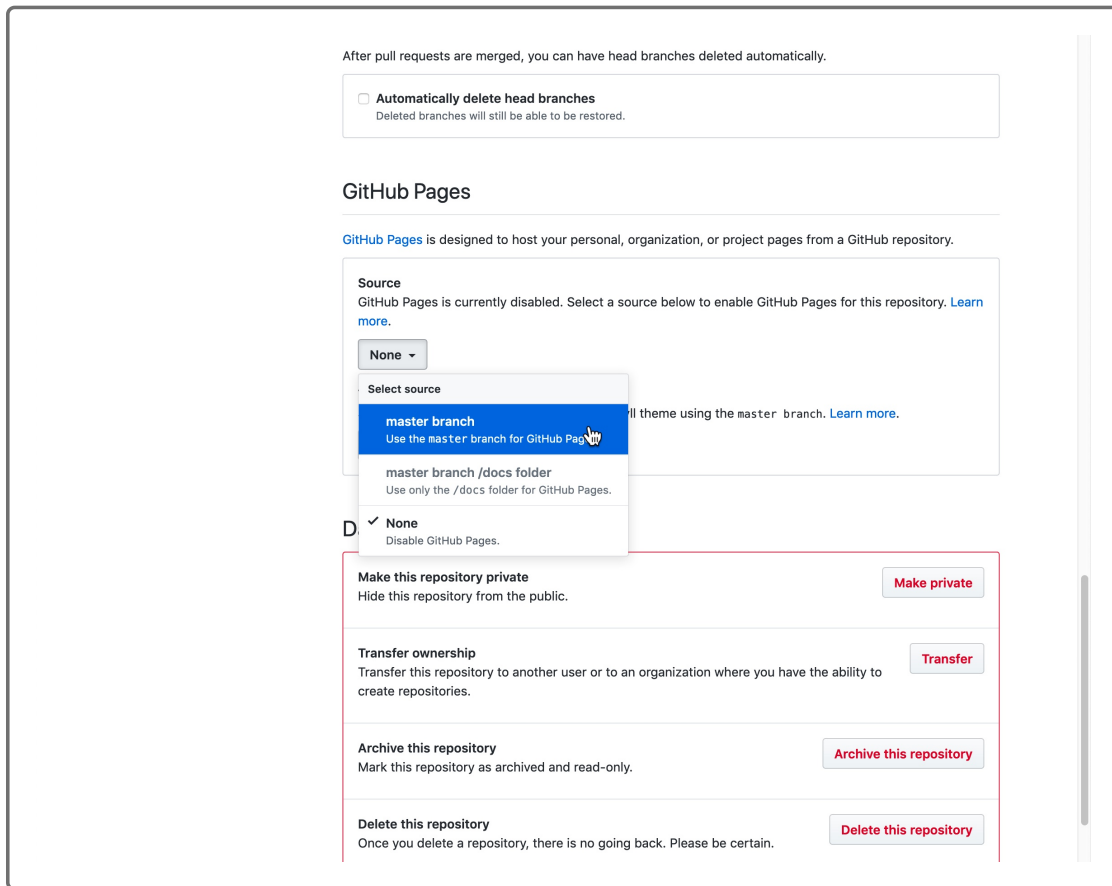 After pull requests are merged, you can have head branches deleted automatically.
Automatically delete head branches
Deleted branches will still be able to be restored.
GitHub Pages
GitHub Pages is designed to host your personal, organization, or project pages from a GitHub repository.
Source
GitHub Pages is currently disabled. Select a source below to enable GitHub Pages for this repository. Learn
more.
None
Select source
master branch
Use the master branch for GitHub
theme using the master branch. Learn more.
master branch /docs folder
Use only the /docs folder for GitHub Pages.
None
Disable GitHub Pages.
Make this repository private
Hide this repository from the public.
Make private
Transfer ownership
Transfer this repository to another user or to an organization where you have the ability to
create repositories.
Transfer
Archive this repository
Mark this repository as archived and read-only.
Archive this repository
Delete this repository
Once you delete a repository, there is no going back. Please be certain.
Delete this repository